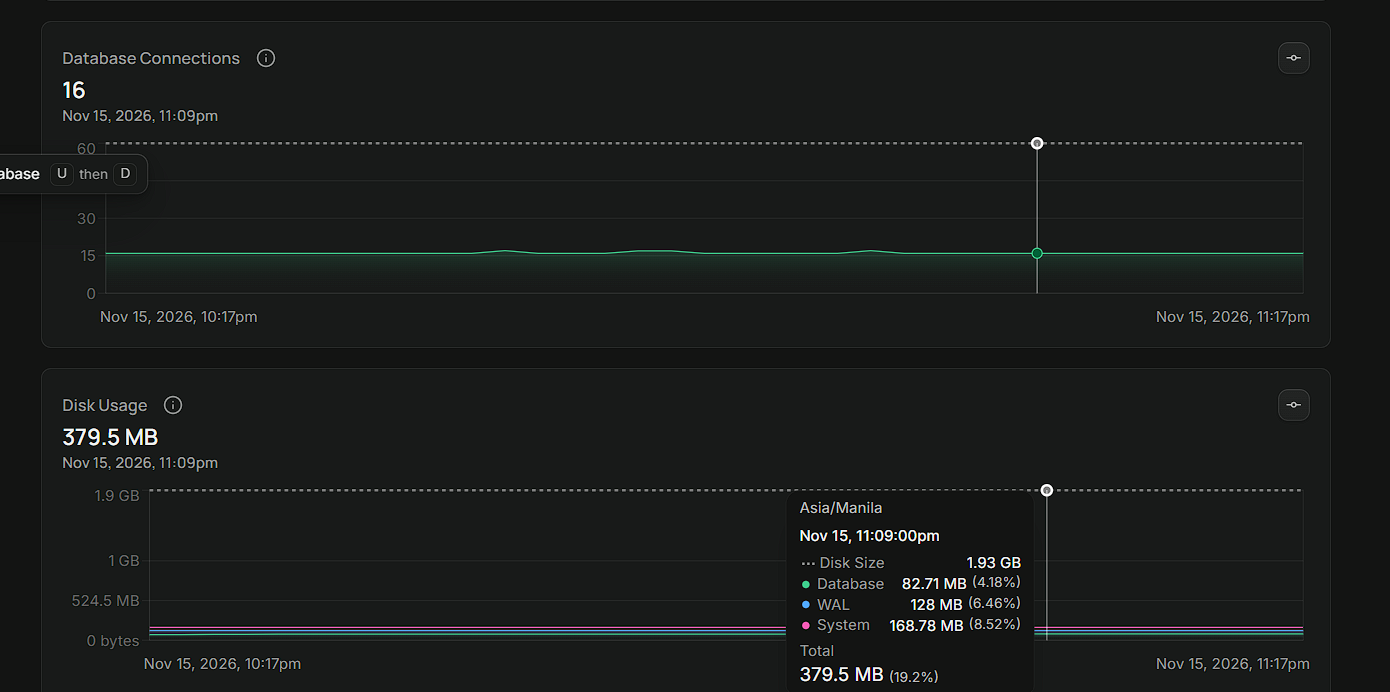 Database Connections
16
Nov 15, 2026, 11:09pm
60
abase U then D
30
15
0
Nov 15, 2026, 10:17pm Nov 15, 2026, 11:17pm
Disk Usage
379.5 MB
Nov 15, 2026, 11:09pm
1.9 GB
Asia/Manila
Nov 15, 11:09:00pm
1 GB
Disk Size 1.93 GB
Database 82.71 MB (4.18%)
524.5 MB
WAL 128 MB (6.46%)
System 168.78 MB (8.52%)
0 bytes
Total
Nov 15, 2026, 10:17pm Nov 15, 2026, 11:17pm
379.5 MB (19.2%)